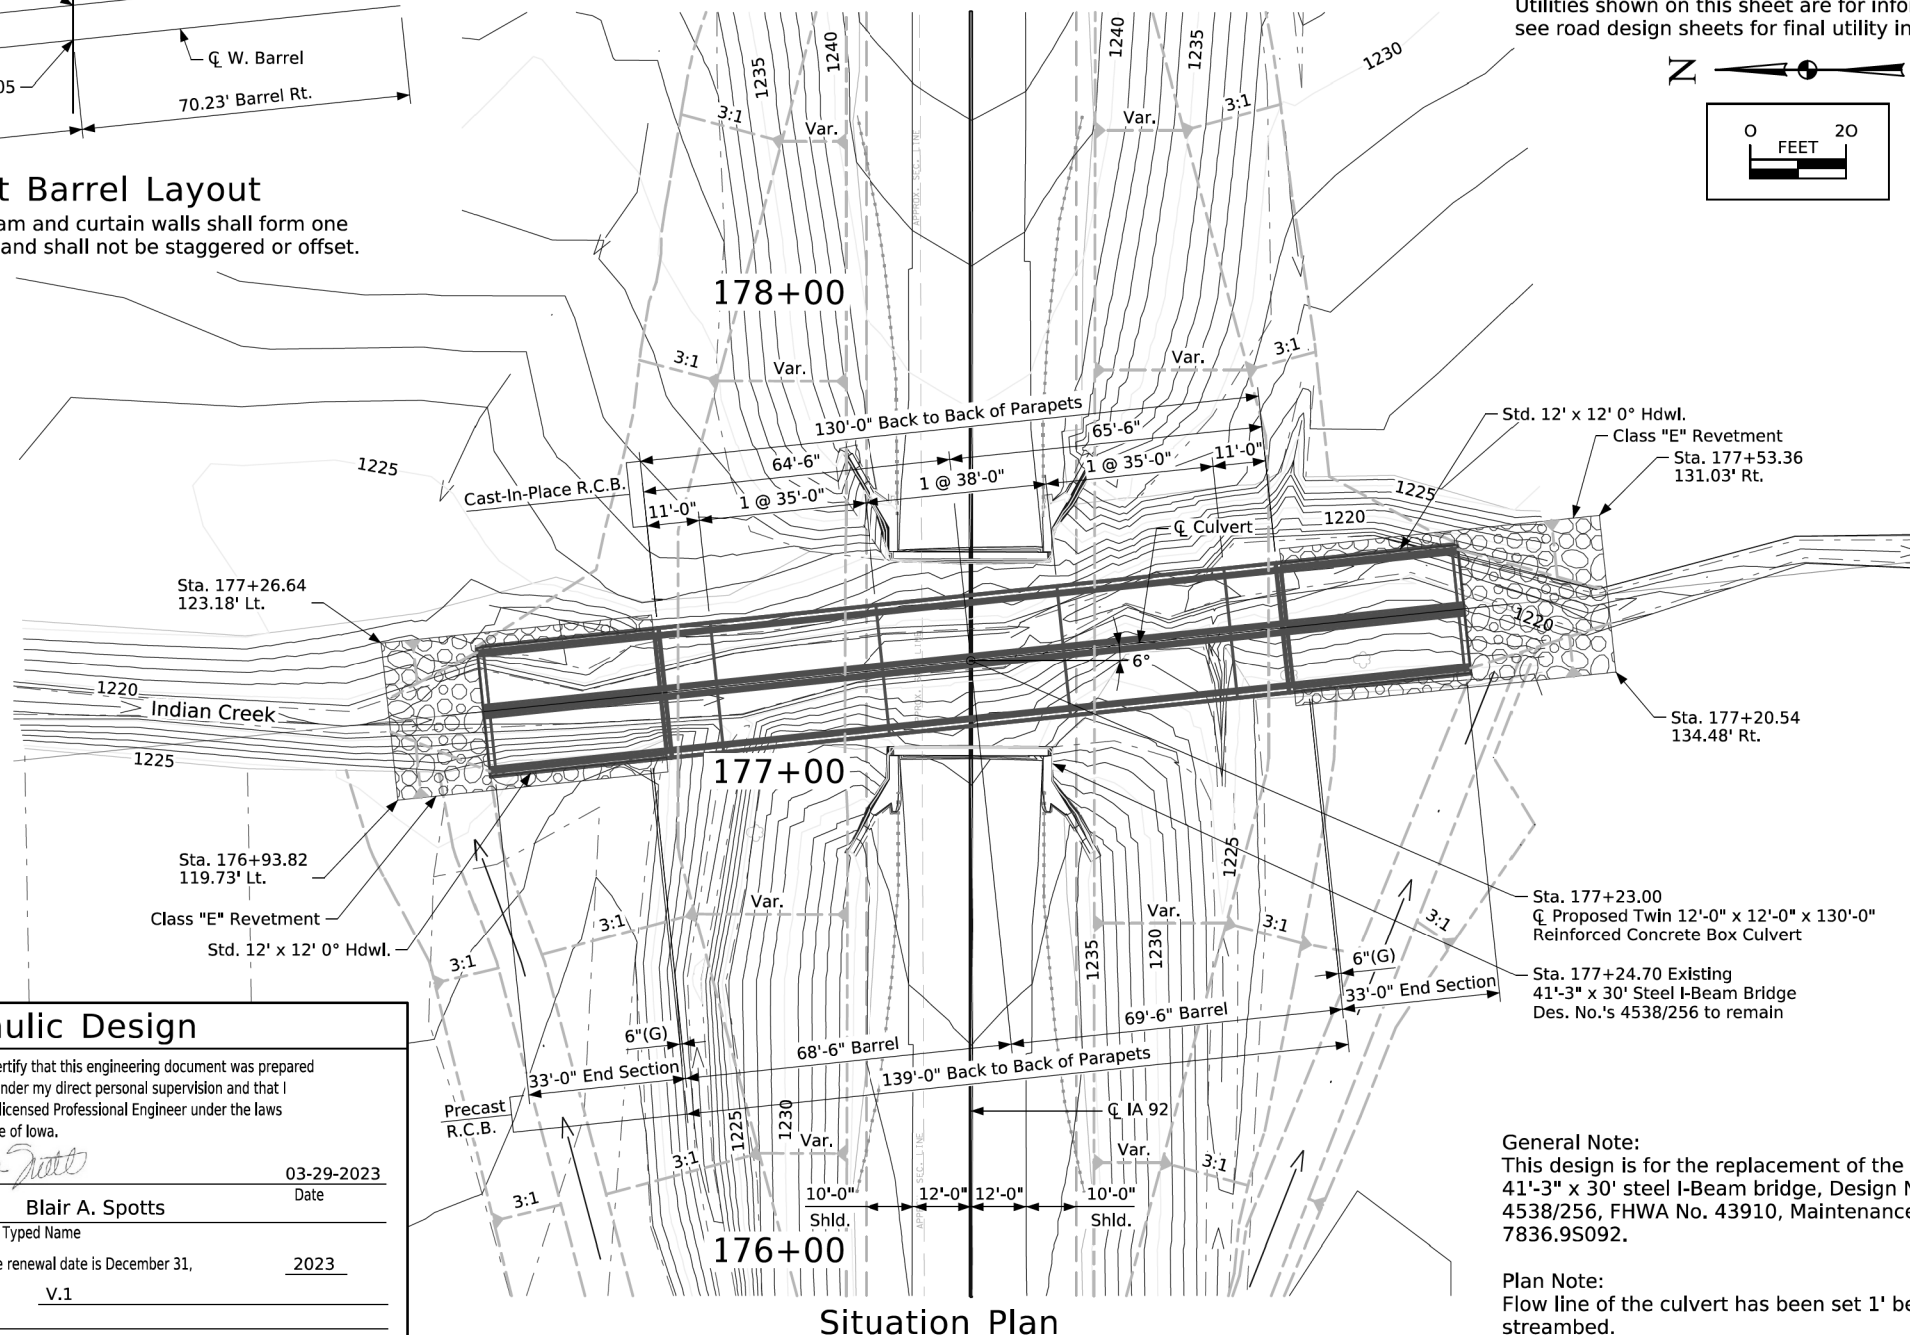 Utilities shown on this sheet are for infor
see road design sheets for final utility in
℄ W. Barrel
05
70.23' Barrel Rt.
t Barrel Layout
am and curtain walls shall form one
and shall not be staggered or offset.
N
0 20
FEET
1235
1240
1240
1235
1230
3:1
Var.
Var.
3:1
APPROX. SEC. LINE
178+00
3:1
Var.
Var.
3:1
130'-0" Back to Back of Parapets
64'-6"
65'-6"
Cast-In-Place R.C.B.
11'-0"
1 @ 35'-0"
1 @ 38'-0"
1 @ 35'-0"
11'-0"
1225
Std. 12' x 12' 0° Hdwl.
Class "E" Revetment
Sta. 177+53.36
131.03' Rt.
1225
1220
℄ Culvert
Sta. 177+26.64
123.18' Lt.
6°
1220
1220
Indian Creek
1225
Sta. 177+20.54
134.48' Rt.
177+00
Sta. 176+93.82
119.73' Lt.
Class "E" Revetment
Std. 12' x 12' 0° Hdwl.
1225
Sta. 177+23.00
℄ Proposed Twin 12'-0" x 12'-0" x 130'-0"
Reinforced Concrete Box Culvert
Sta. 177+24.70 Existing
41'-3" x 30' Steel I-Beam Bridge
Des. No.'s 4538/256 to remain
3:1
3:1
Var.
Var.
3:1
3:1
1235
1230
6"(G)
33'-0" End Section
69'-6" Barrel
68'-6" Barrel
6"(G)
33'-0" End Section
139'-0" Back to Back of Parapets
Precast
R.C.B.
℄ IA 92
1225
1230
3:1
3:1
Var.
Var.
3:1
APPROX. SEC. LINE
10'-0"
Shld.
12'-0"
12'-0"
10'-0"
Shld.
176+00
Situation Plan
aulic Design
ertify that this engineering document was prepared
nder my direct personal supervision and that I
licensed Professional Engineer under the laws
e of Iowa.
03-29-2023
Date
Blair A. Spotts
Typed Name
e renewal date is December 31,
2023
V.1
General Note:
This design is for the replacement of the
41'-3" x 30' steel I-Beam bridge, Design N
4538/256, FHWA No. 43910, Maintenance
7836.9S092.
Plan Note:
Flow line of the culvert has been set 1' be
streambed.